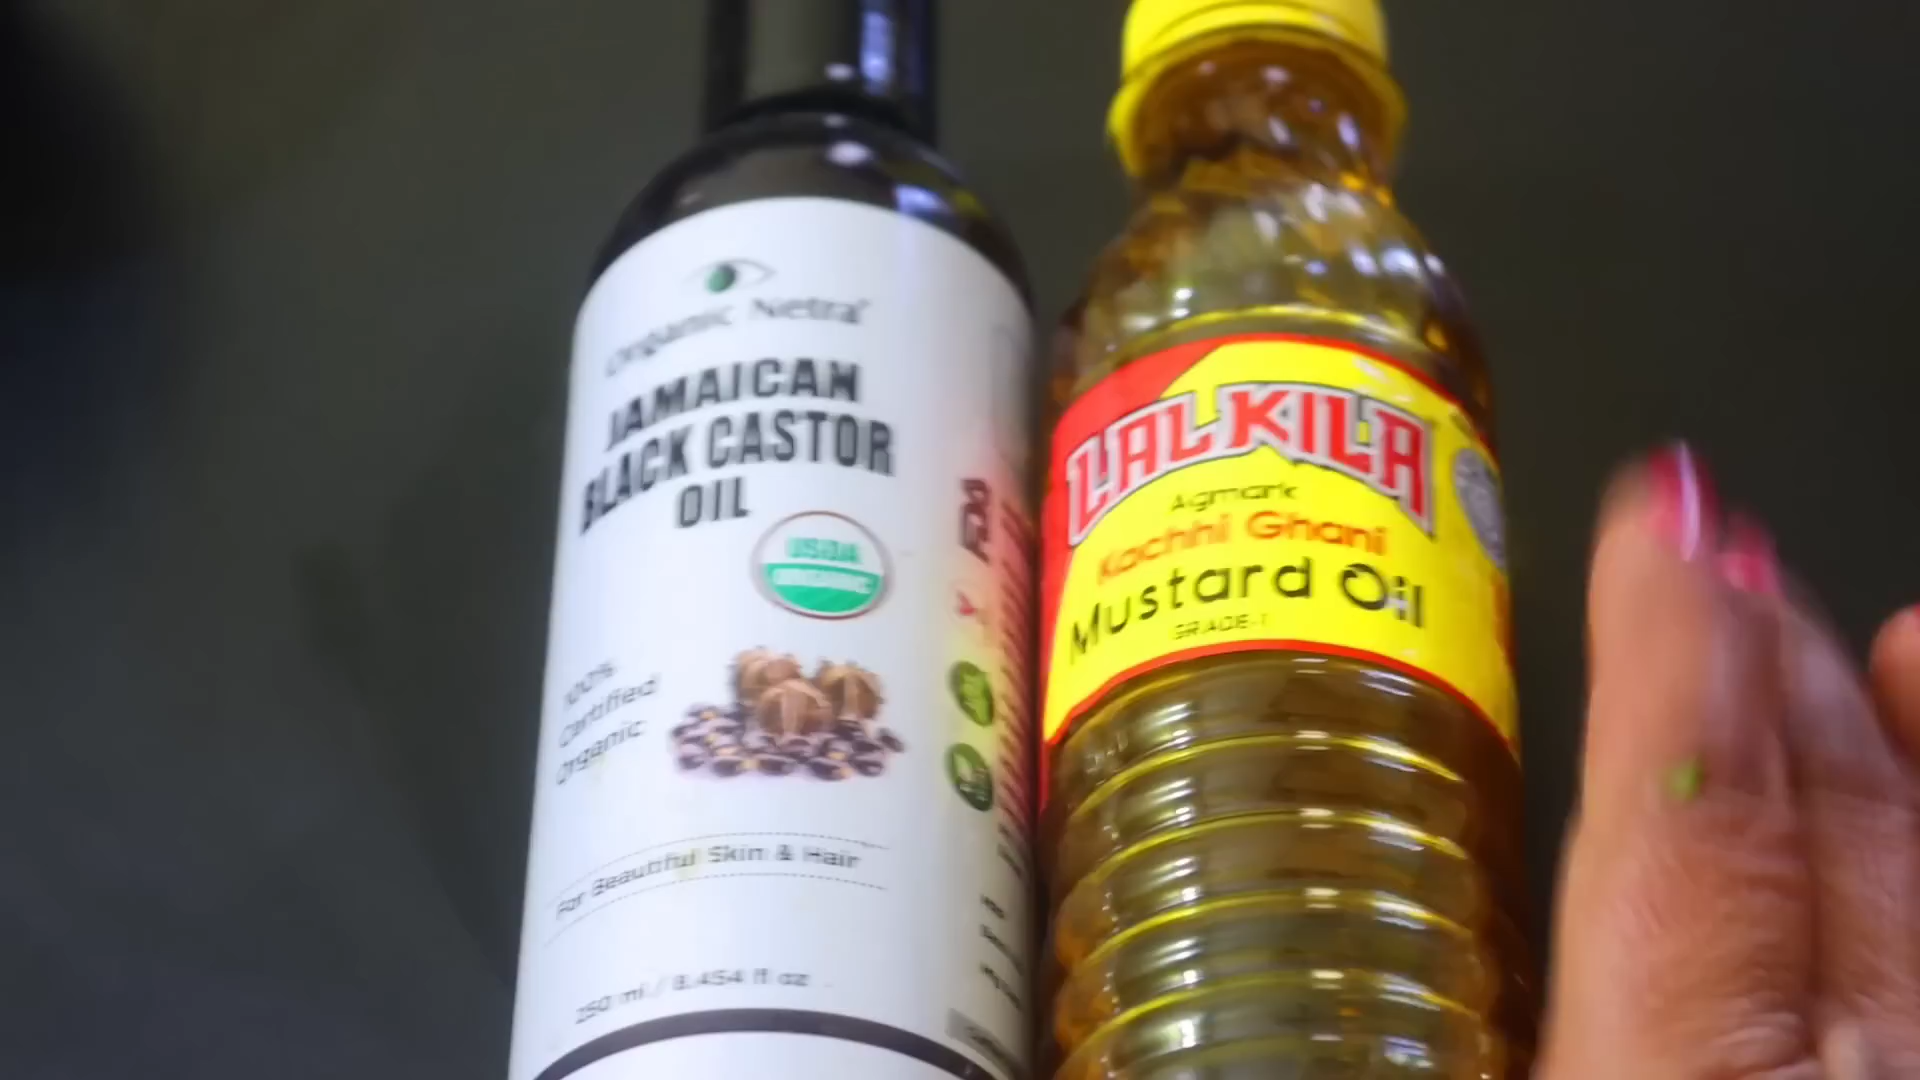 Organic Netra
JAMAICAN
BLACK CASTOR
OIL
USDA
ORGANIC
100%
Certified
Organic
For Beautiful Skin & Hair
250 ml / 8.454 fl oz
LAL KILA
Agmark
Kachhi Ghani
Mustard Oil
GRADE-1